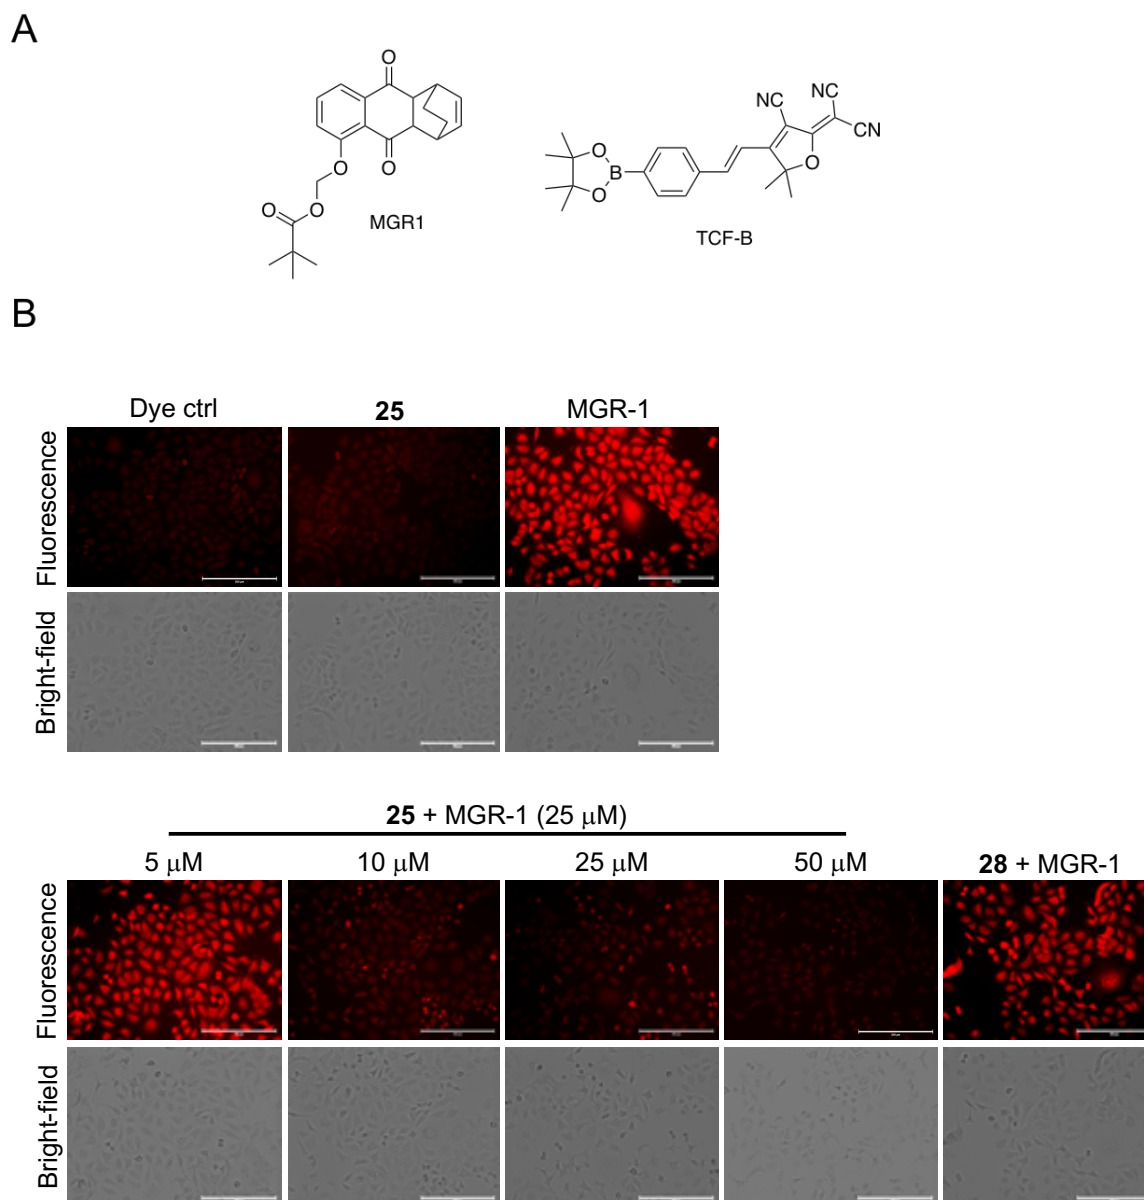 A
O
O
O
O
O
MGR1
O
B
O
NC
NC
CN
O
TCF-B
B
Dye ctrl 25 MGR-1
Fluorescence
Bright-field
25 + MGR-1 (25 μM)
5 μM 10 μM 25 μM 50 μM 28 + MGR-1
Fluorescence
Bright-field